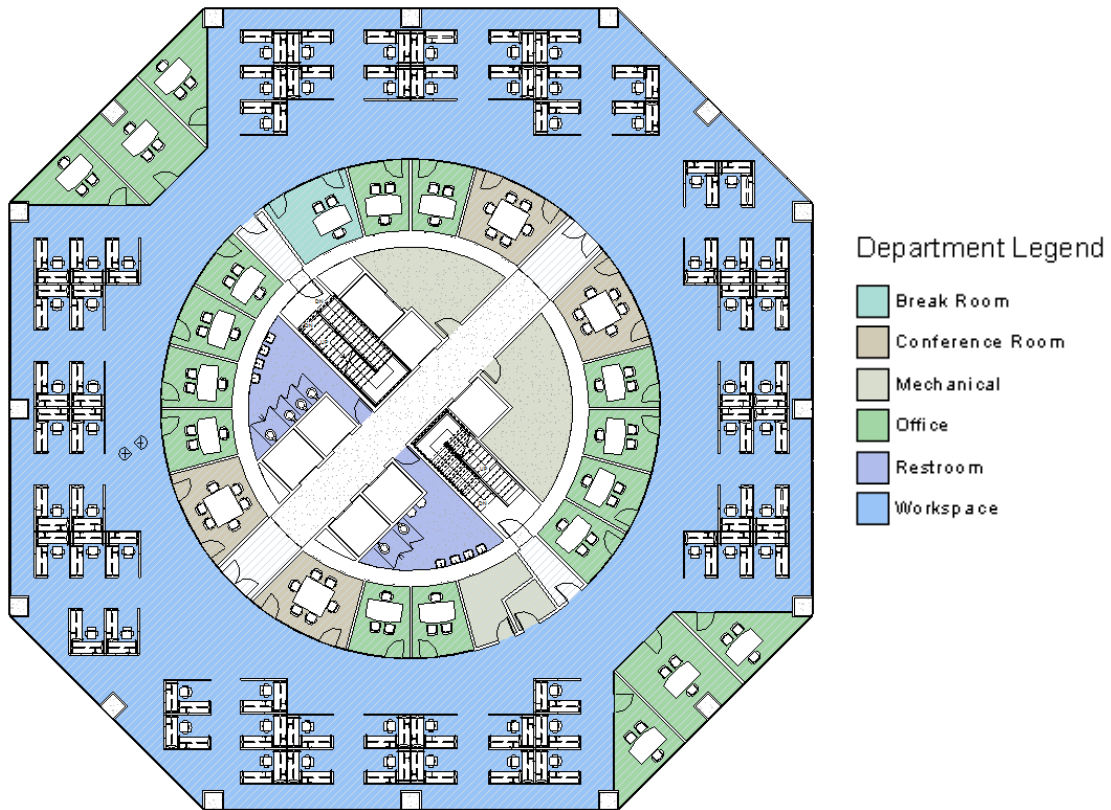 Department Legend
Break Room
Conference Room
Mechanical
Office
Restroom
Workspace